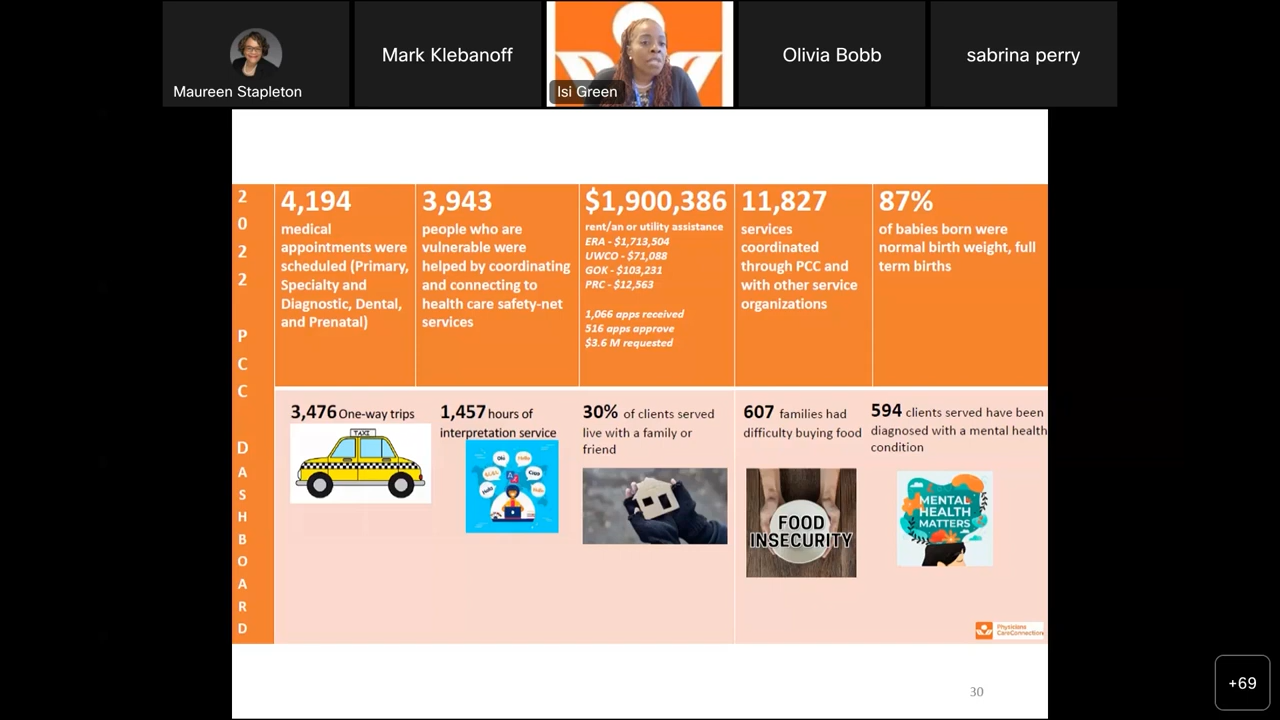 Maureen Stapleton
Mark Klebanoff
Isi Green
Olivia Bobb
sabrina perry
2
0
2
2
P
C
C
D
A
S
H
B
O
A
R
D
4,194
medical
appointments were
scheduled (Primary,
Specialty and
Diagnostic, Dental,
and Prenatal)
3,943
people who are
vulnerable were
helped by coordinating
and connecting to
health care safety-net
services
$1,900,386
rent/an or utility assistance
ERA - $1,713,504
UWCO - $71,088
GOK - $103,231
PRC - $12,563
1,066 apps received
516 apps approve
$3.6 M requested
11,827
services
coordinated
through PCC and
with other service
organizations
87%
of babies born were
normal birth weight, full
term births
3,476 One-way trips
TAXI
1,457 hours of
interpretation service
Hello
30% of clients served
live with a family or
friend
607 families had
difficulty buying food
FOOD
INSECURITY
594 clients served have been
diagnosed with a mental health
condition
MENTAL
HEALTH
MATTERS
Physicians
CareConnection
30
+69